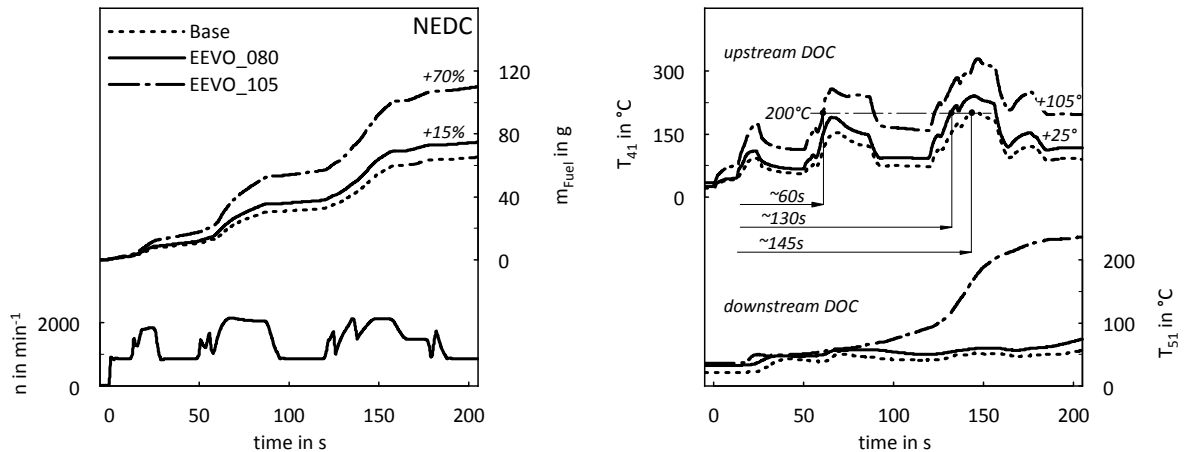 NEDC
Base
EEVO_080
EEVO_105
+70%
+15%
120
80
40
0
m_Fuel in g
2000
0
n in min⁻¹
0 50 100 150 200
time in s
upstream DOC
300
150
0
T_41 in °C
200°C
+105°
+25°
~60s
~130s
~145s
downstream DOC
200
100
0
T_51 in °C
0 50 100 150 200
time in s